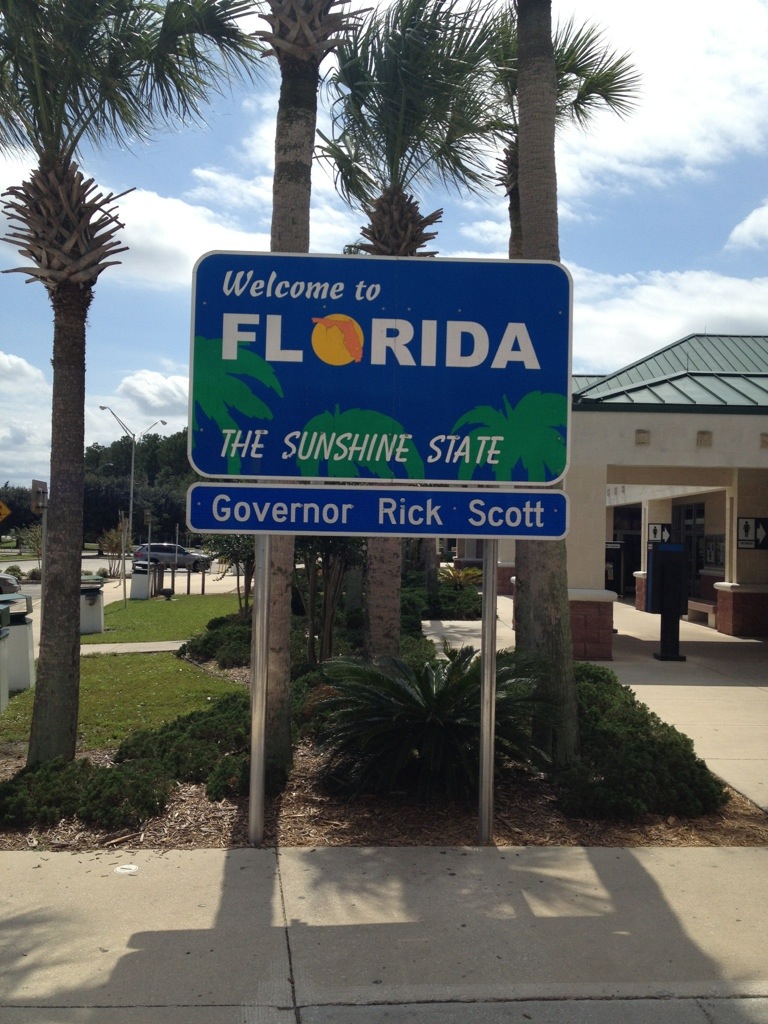 Welcome to
FLORIDA
THE SUNSHINE STATE
Governor Rick Scott